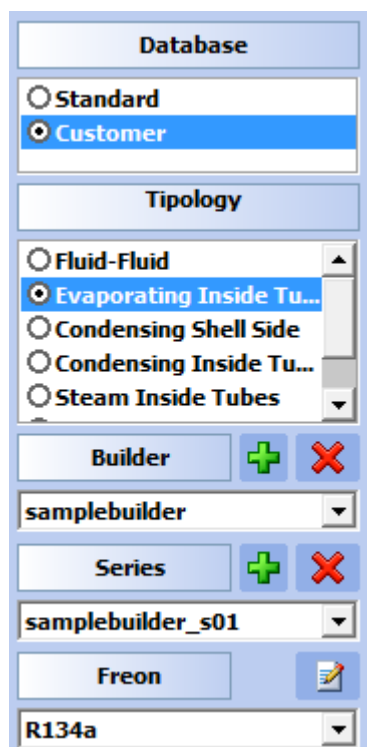 Database
Standard
Customer
Tipology
Fluid-Fluid
Evaporating Inside Tu...
Condensing Shell Side
Condensing Inside Tu...
Steam Inside Tubes
Builder
samplebuilder
Series
samplebuilder_s01
Freon
R134a